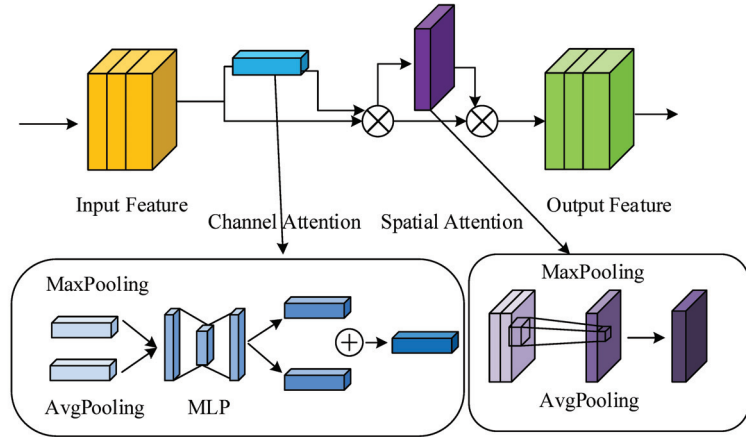 Input Feature
Channel Attention
Spatial Attention
Output Feature
MaxPooling
AvgPooling
MLP
MaxPooling
AvgPooling